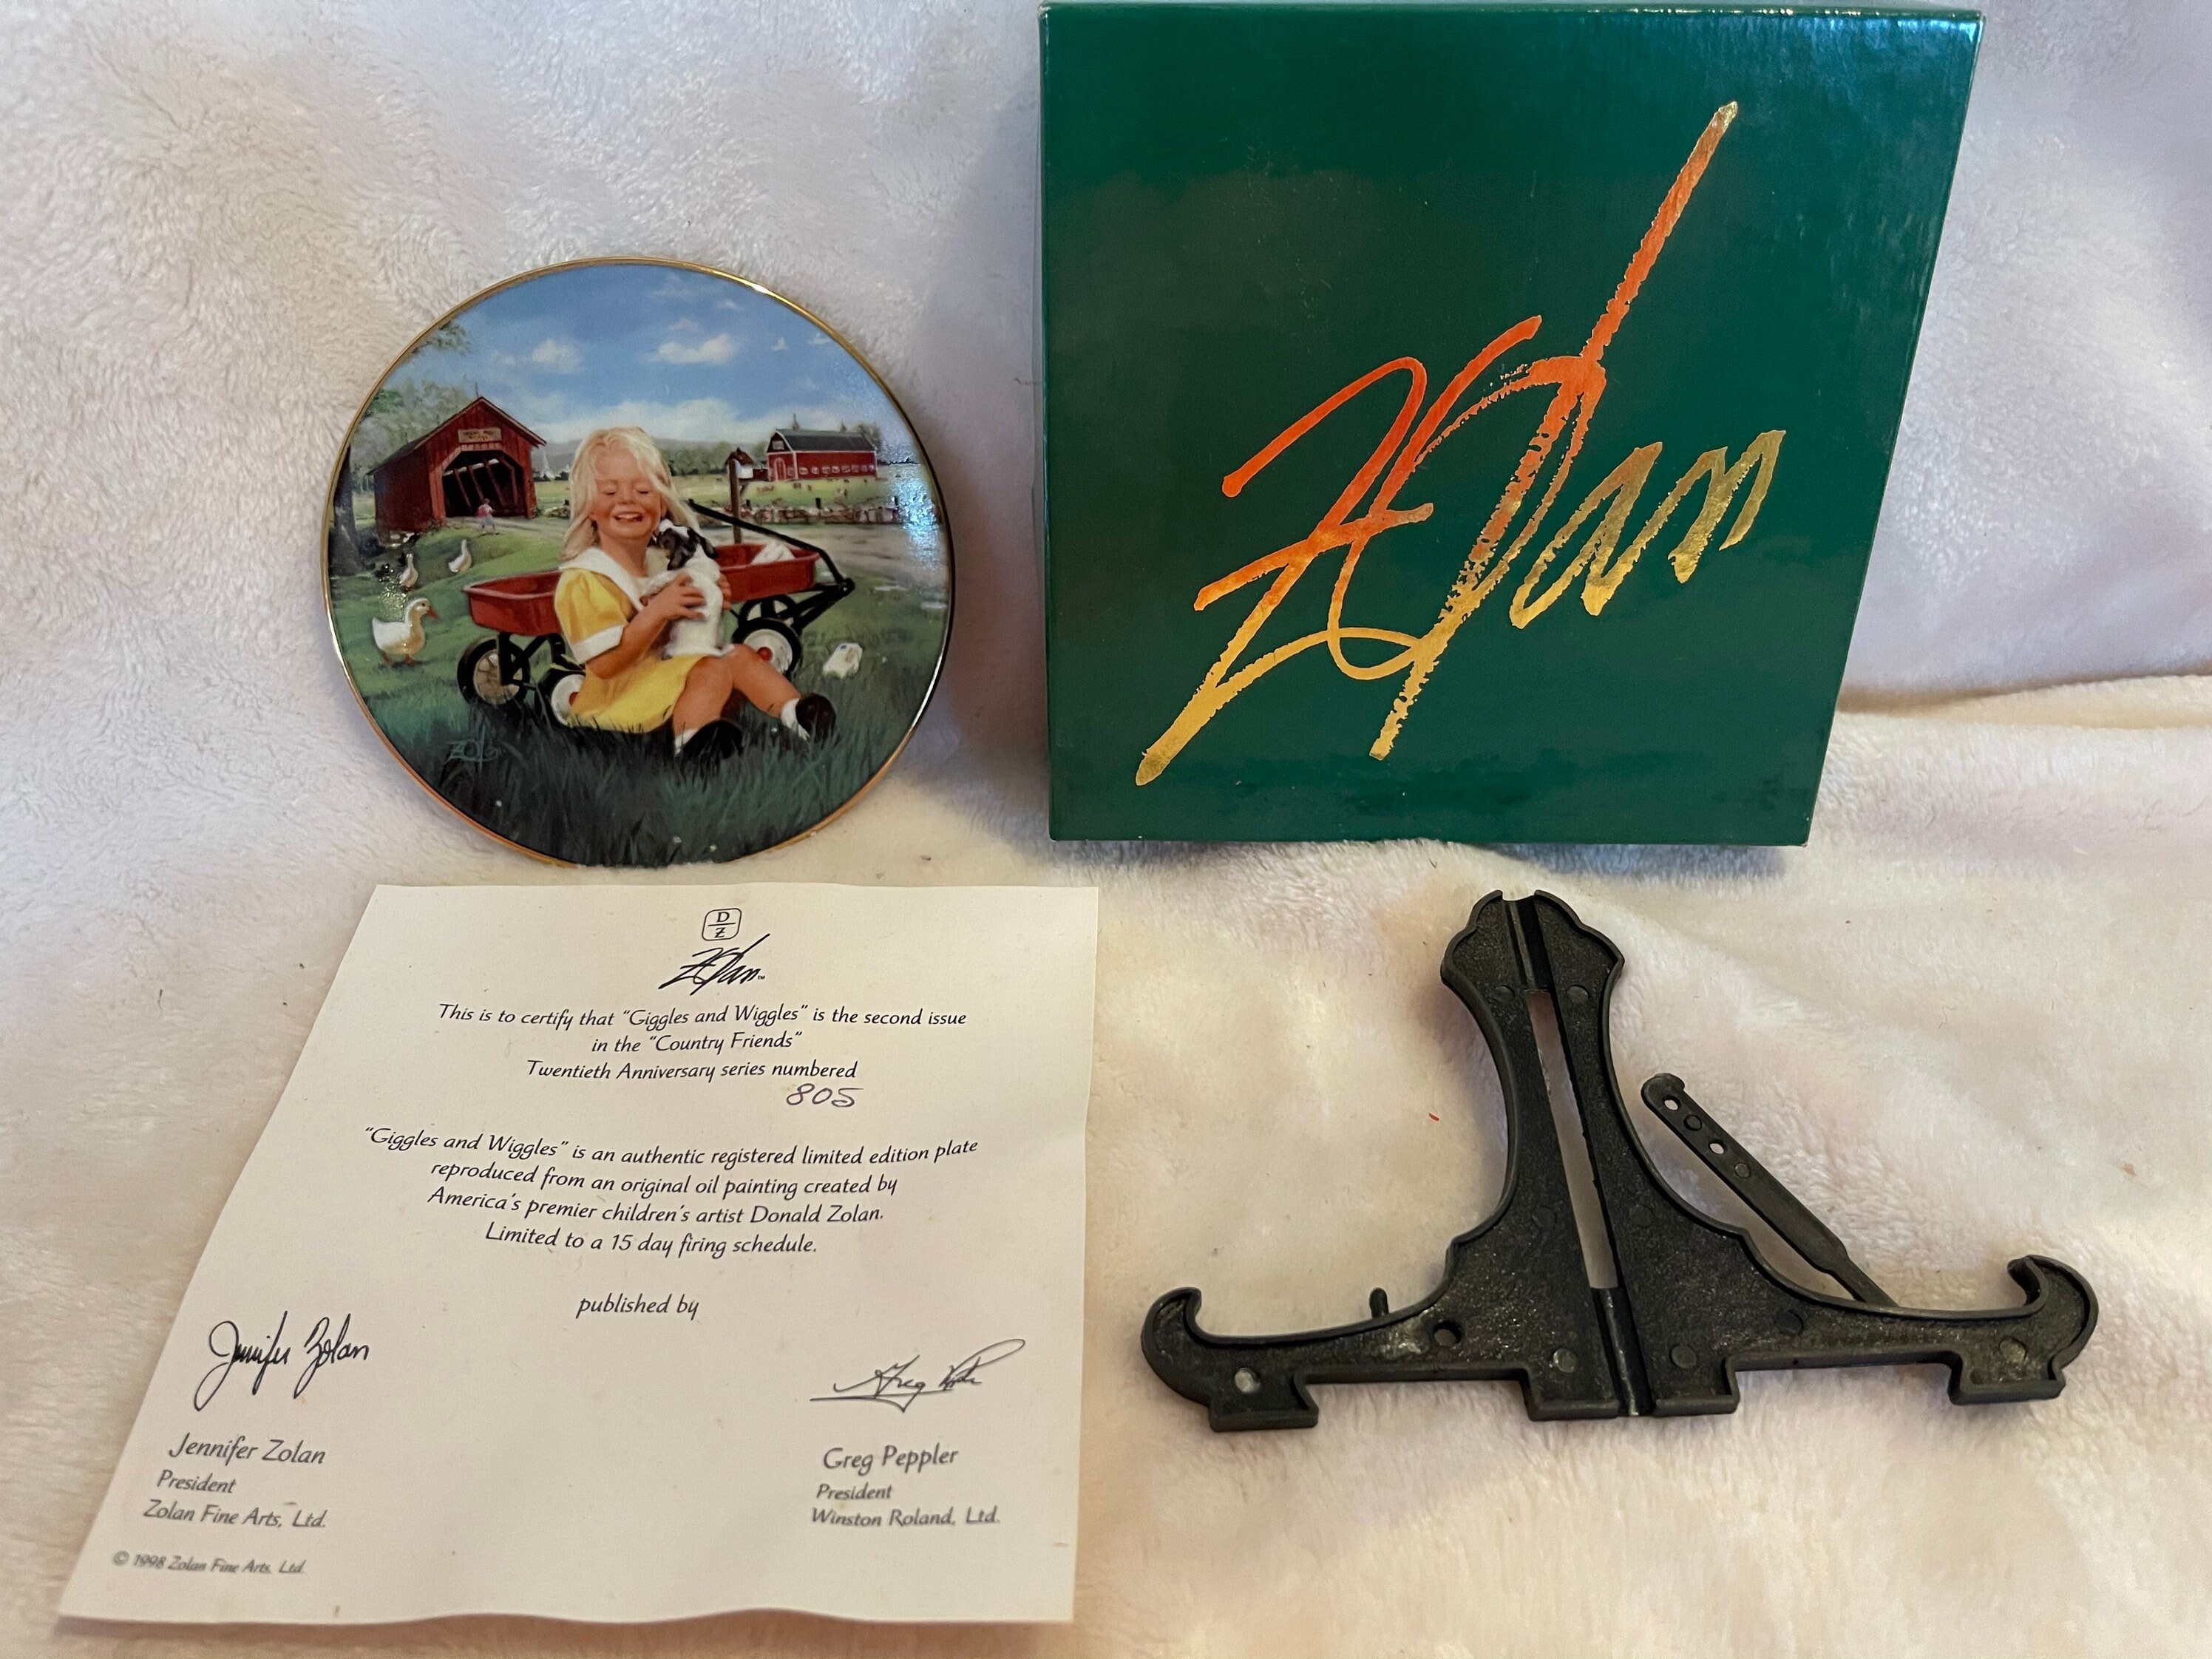 Zolan
Zolan
D
Z
Zolan™
This is to certify that “Giggles and Wiggles” is the second issue
in the “Country Friends”
Twentieth Anniversary series numbered
805
“Giggles and Wiggles” is an authentic registered limited edition plate
reproduced from an original oil painting created by
America’s premier children’s artist Donald Zolan.
Limited to a 15 day firing schedule.
published by
Jennifer Zolan
Jennifer Zolan
President
Zolan Fine Arts, Ltd.
Greg
Greg Peppler
President
Winston Roland, Ltd.
© 1998 Zolan Fine Arts, Ltd.